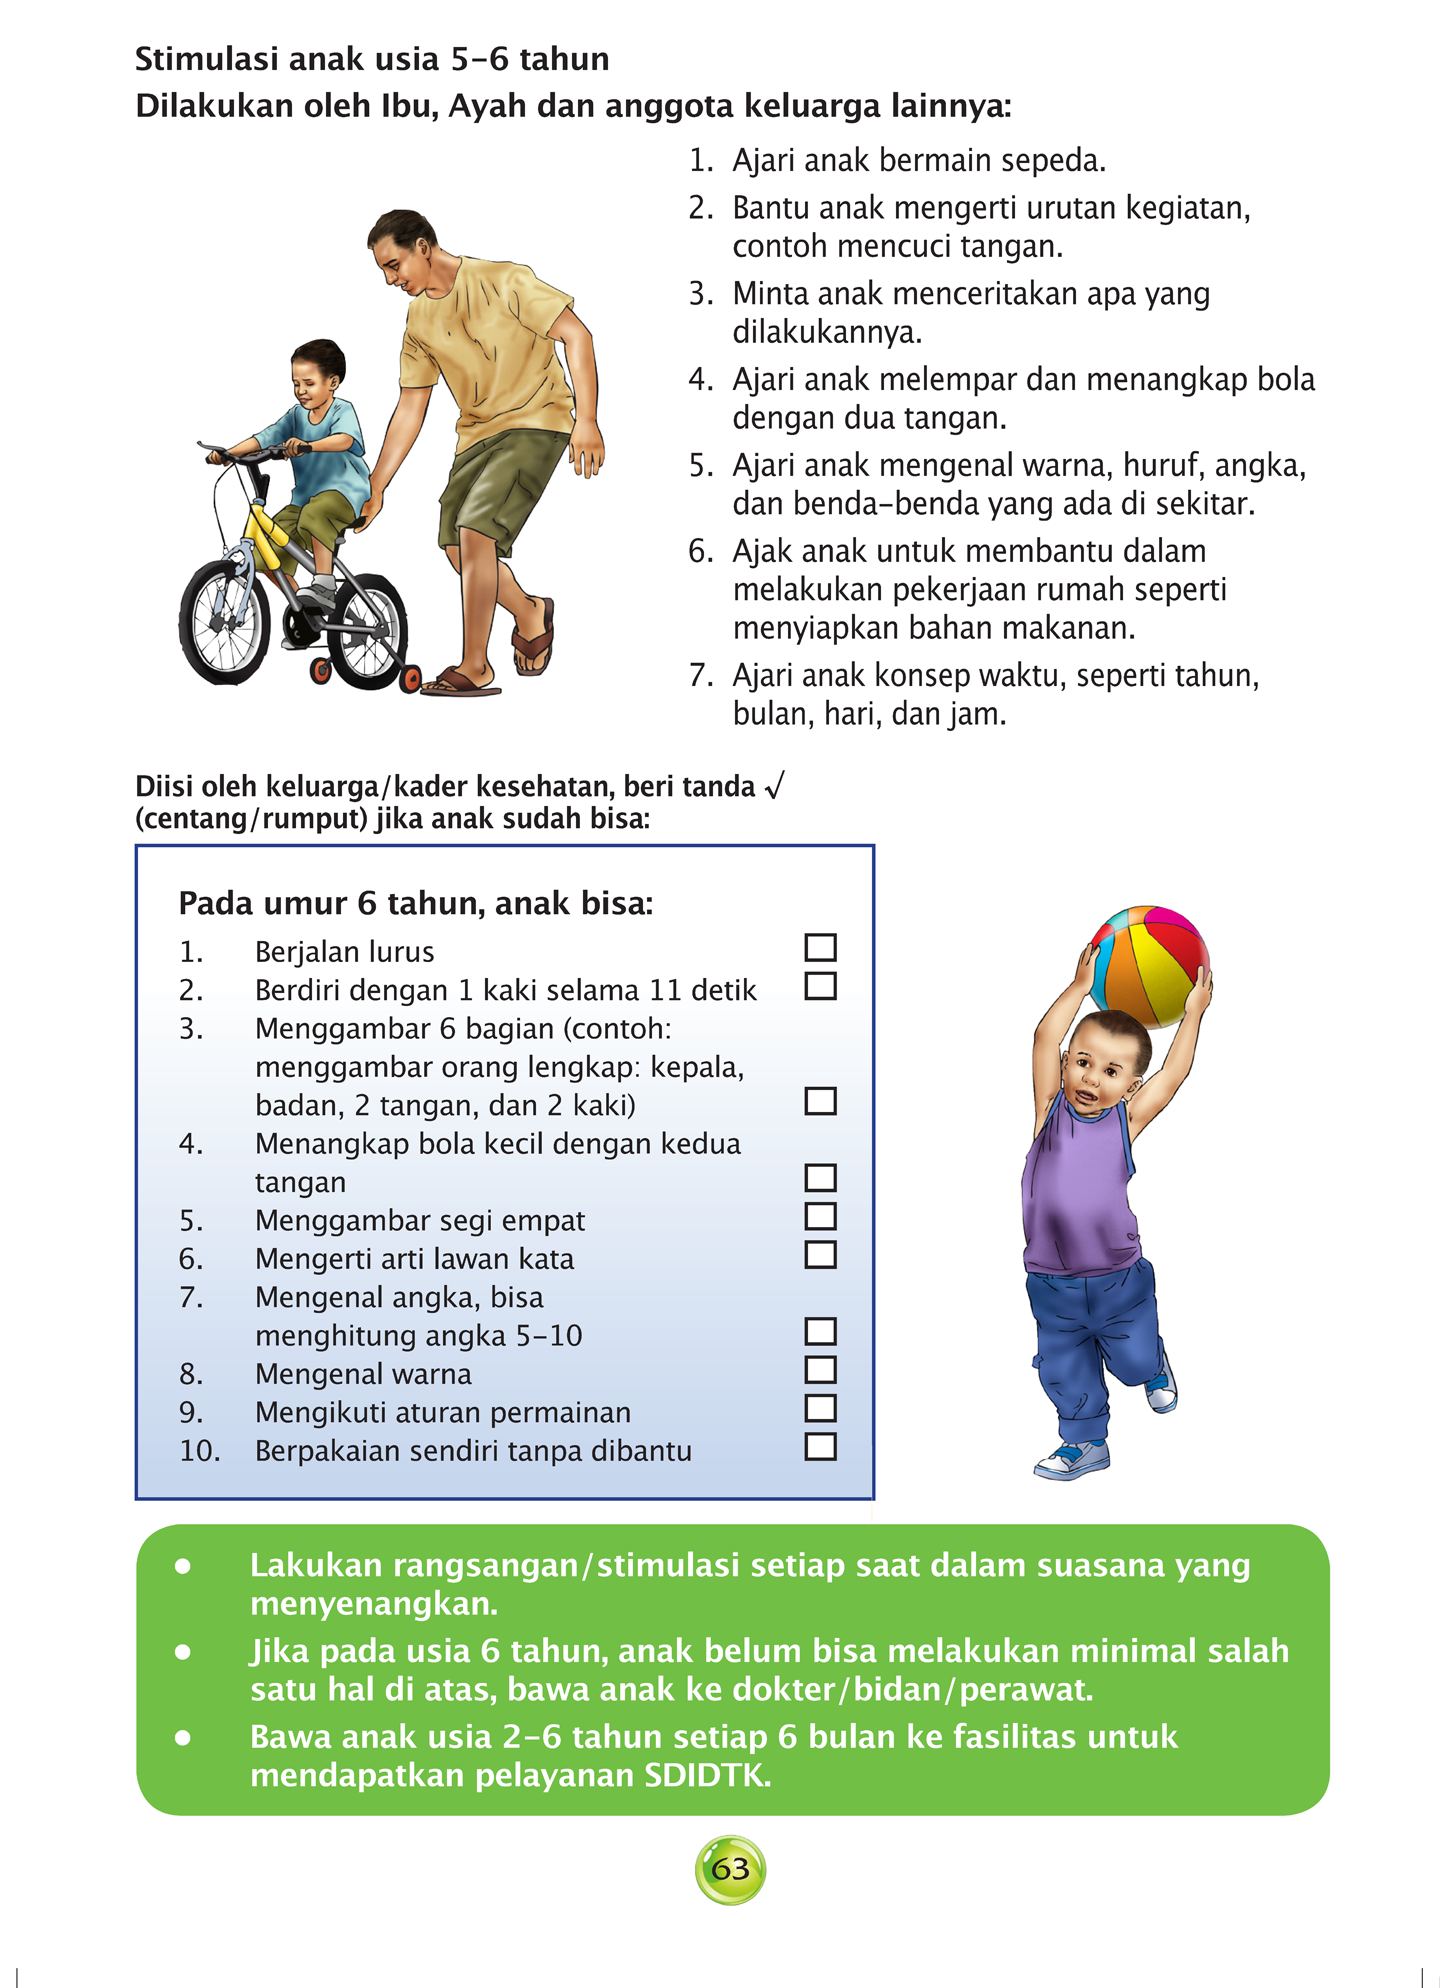 Stimulasi anak usia 5-6 tahun
Dilakukan oleh Ibu, Ayah dan anggota keluarga lainnya:
1. Ajari anak bermain sepeda.
2. Bantu anak mengerti urutan kegiatan,
contoh mencuci tangan.
3. Minta anak menceritakan apa yang
dilakukannya.
4. Ajari anak melempar dan menangkap bola
dengan dua tangan.
5. Ajari anak mengenal warna, huruf, angka,
dan benda-benda yang ada di sekitar.
6. Ajak anak untuk membantu dalam
melakukan pekerjaan rumah seperti
menyiapkan bahan makanan.
7. Ajari anak konsep waktu, seperti tahun,
bulan, hari, dan jam.
Diisi oleh keluarga/kader kesehatan, beri tanda √
(centang/rumput) jika anak sudah bisa:
Pada umur 6 tahun, anak bisa:
1. Berjalan lurus
2. Berdiri dengan 1 kaki selama 11 detik
3. Menggambar 6 bagian (contoh:
menggambar orang lengkap: kepala,
badan, 2 tangan, dan 2 kaki)
4. Menangkap bola kecil dengan kedua
tangan
5. Menggambar segi empat
6. Mengerti arti lawan kata
7. Mengenal angka, bisa
menghitung angka 5-10
8. Mengenal warna
9. Mengikuti aturan permainan
10. Berpakaian sendiri tanpa dibantu
● Lakukan rangsangan/stimulasi setiap saat dalam suasana yang
menyenangkan.
● Jika pada usia 6 tahun, anak belum bisa melakukan minimal salah
satu hal di atas, bawa anak ke dokter/bidan/perawat.
● Bawa anak usia 2-6 tahun setiap 6 bulan ke fasilitas untuk
mendapatkan pelayanan SDIDTK.
63